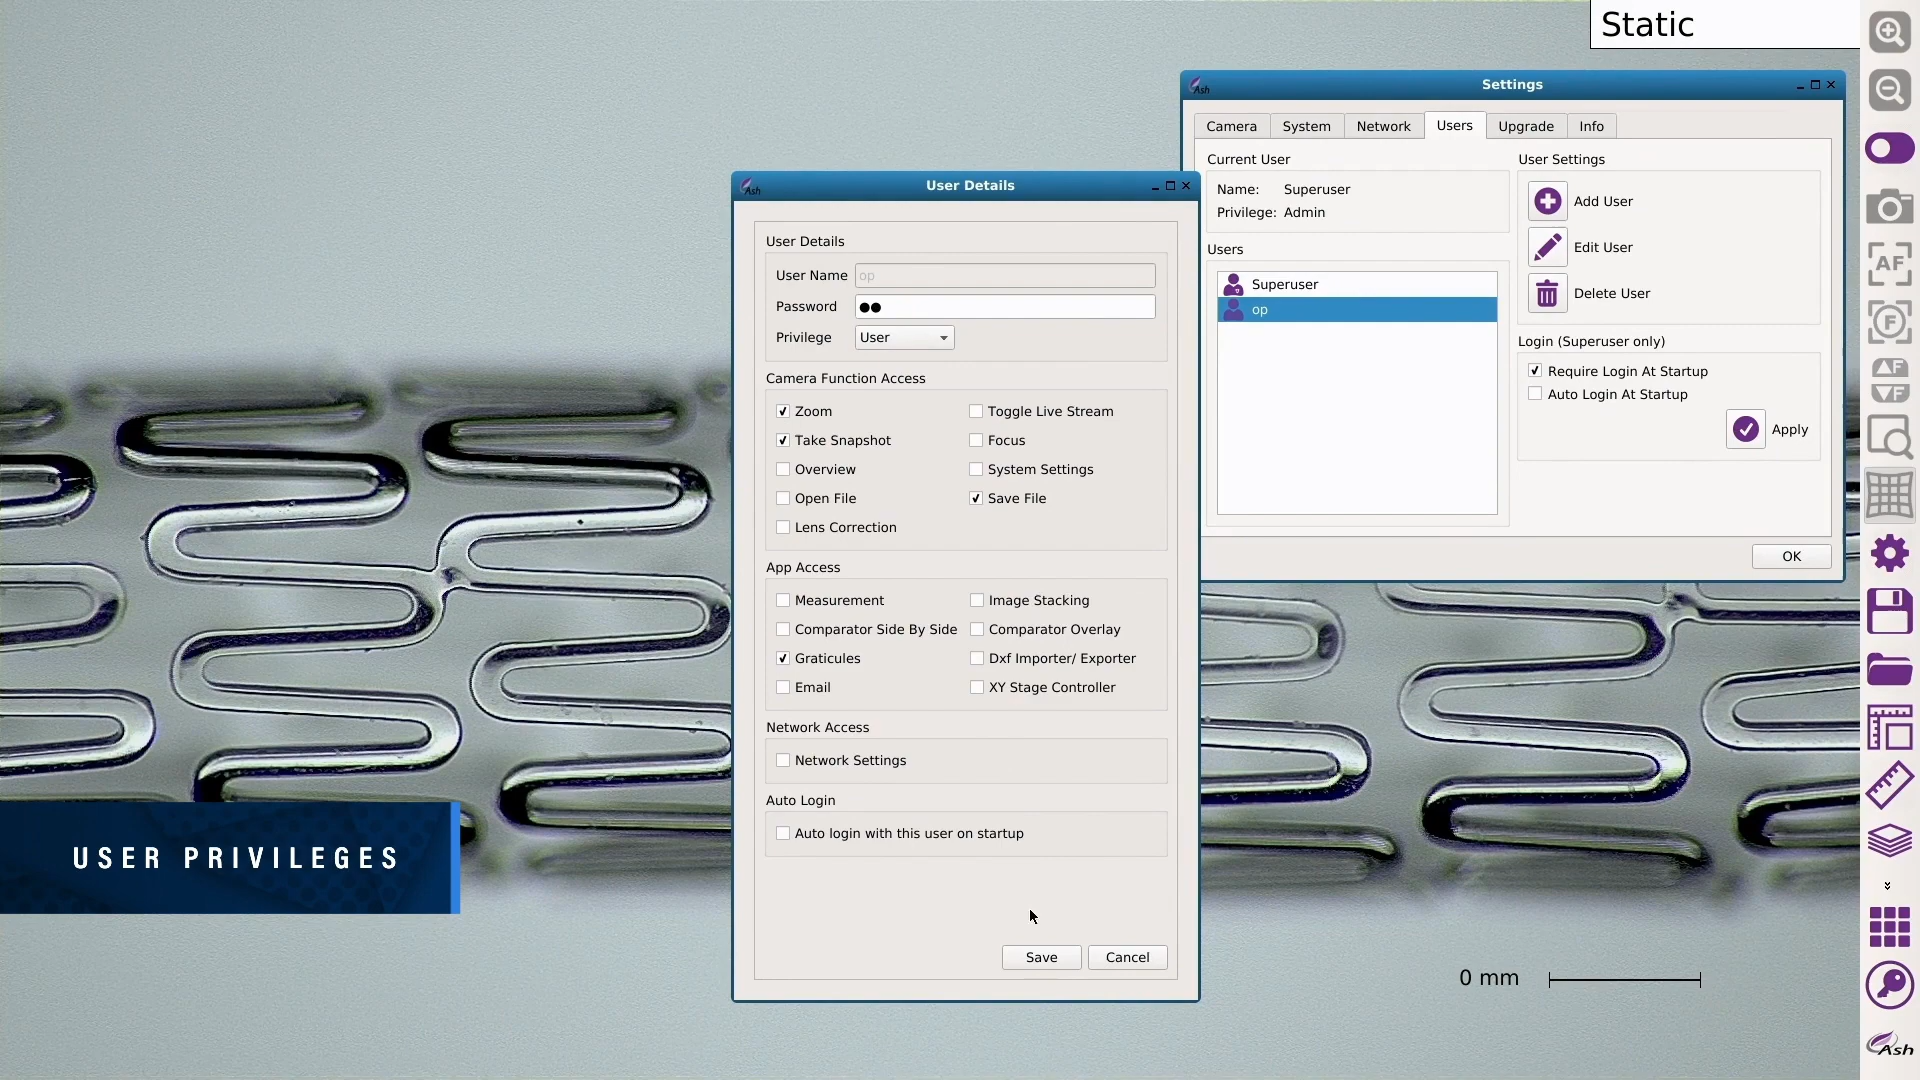 Static
Ash
Settings
Camera
System
Network
Users
Upgrade
Info
Current User
Name: Superuser
Privilege: Admin
Users
Superuser
op
User Settings
Add User
Edit User
Delete User
Login (Superuser only)
Require Login At Startup
Auto Login At Startup
Apply
OK
Ash
User Details
User Details
User Name op
Password
Privilege User
Camera Function Access
Zoom
Toggle Live Stream
Take Snapshot
Focus
Overview
System Settings
Open File
Save File
Lens Correction
App Access
Measurement
Image Stacking
Comparator Side By Side
Comparator Overlay
Graticules
Dxf Importer/ Exporter
Email
XY Stage Controller
Network Access
Network Settings
Auto Login
Auto login with this user on startup
Save
Cancel
USER PRIVILEGES
0 mm
AF
F
F
F
Ash